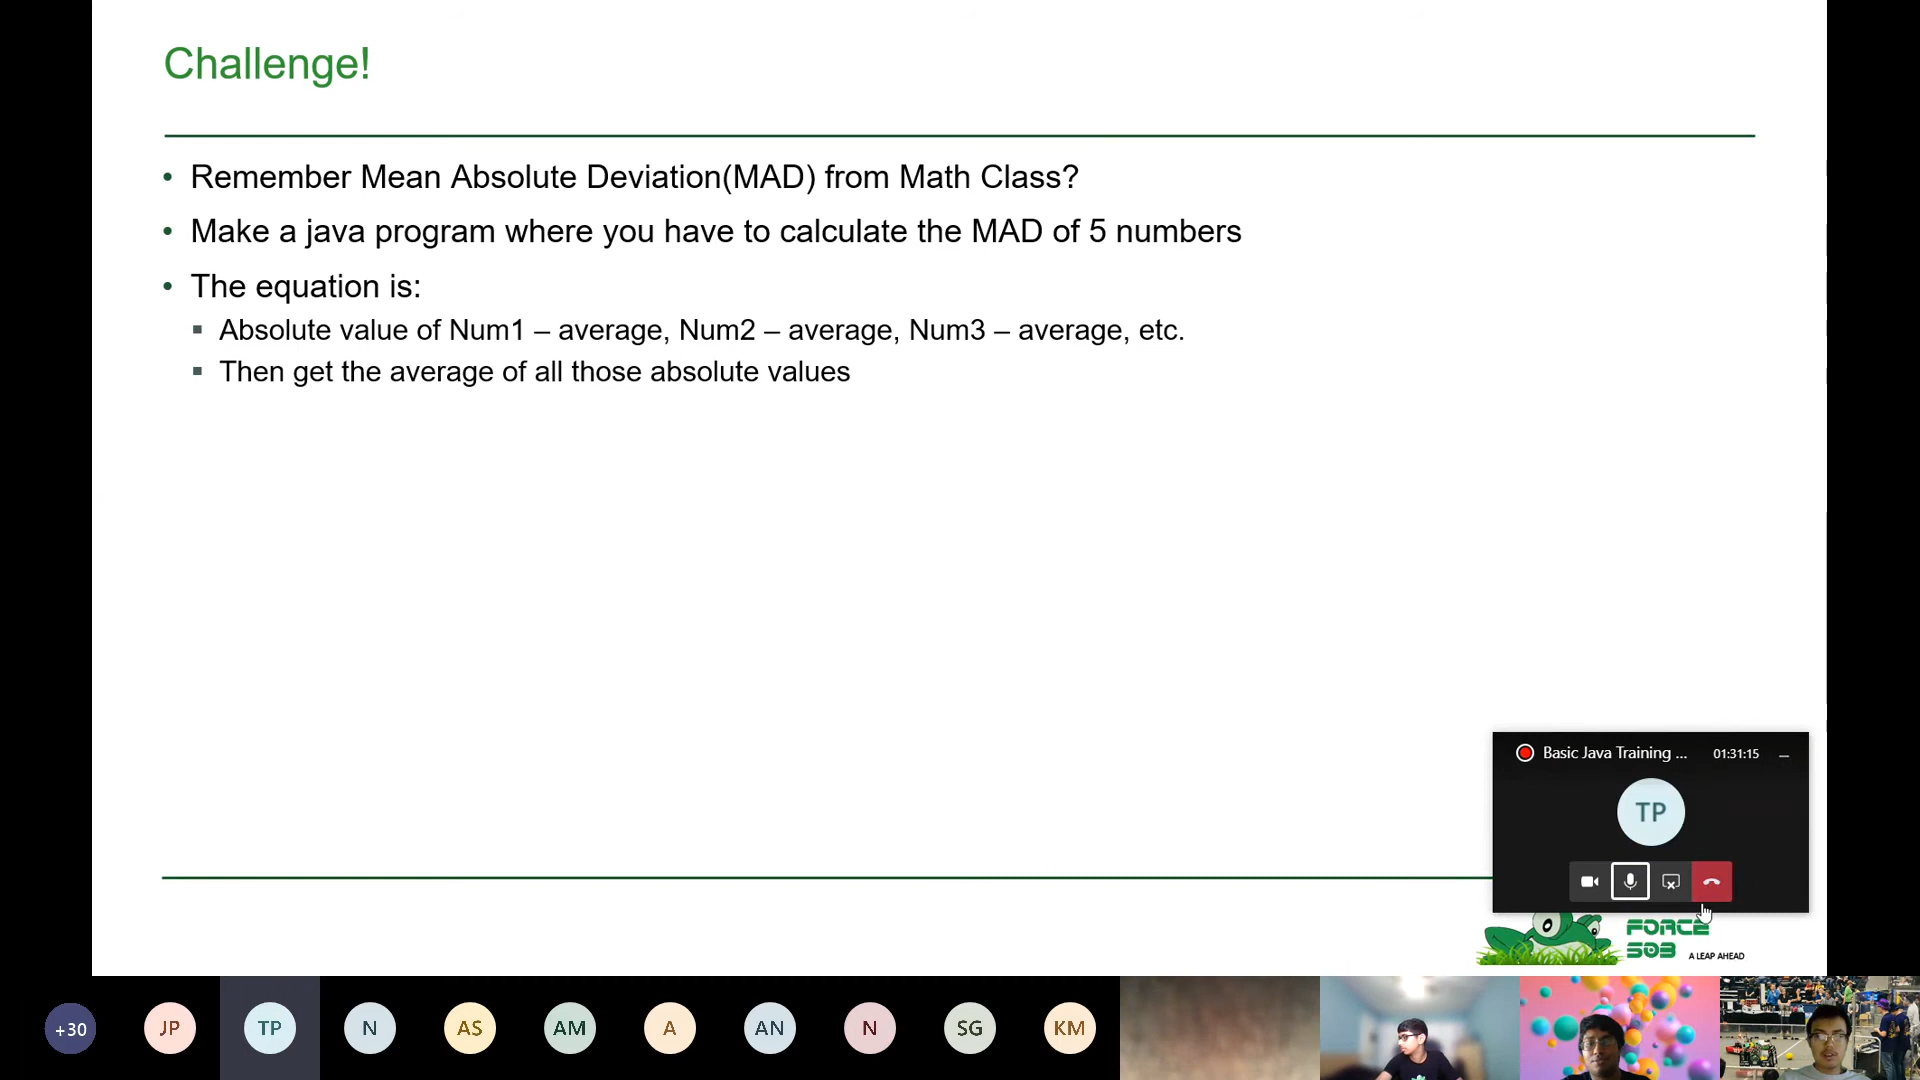 Challenge!
• Remember Mean Absolute Deviation(MAD) from Math Class?
• Make a java program where you have to calculate the MAD of 5 numbers
• The equation is:
▪ Absolute value of Num1 – average, Num2 – average, Num3 – average, etc.
▪ Then get the average of all those absolute values
Basic Java Training ... 01:31:15
TP
FORCE
503 A LEAP AHEAD
+30 JP TP N AS AM A AN N SG KM